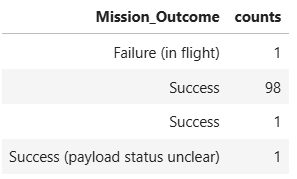 Mission_Outcome counts
Failure (in flight) 1
Success 98
Success 1
Success (payload status unclear) 1